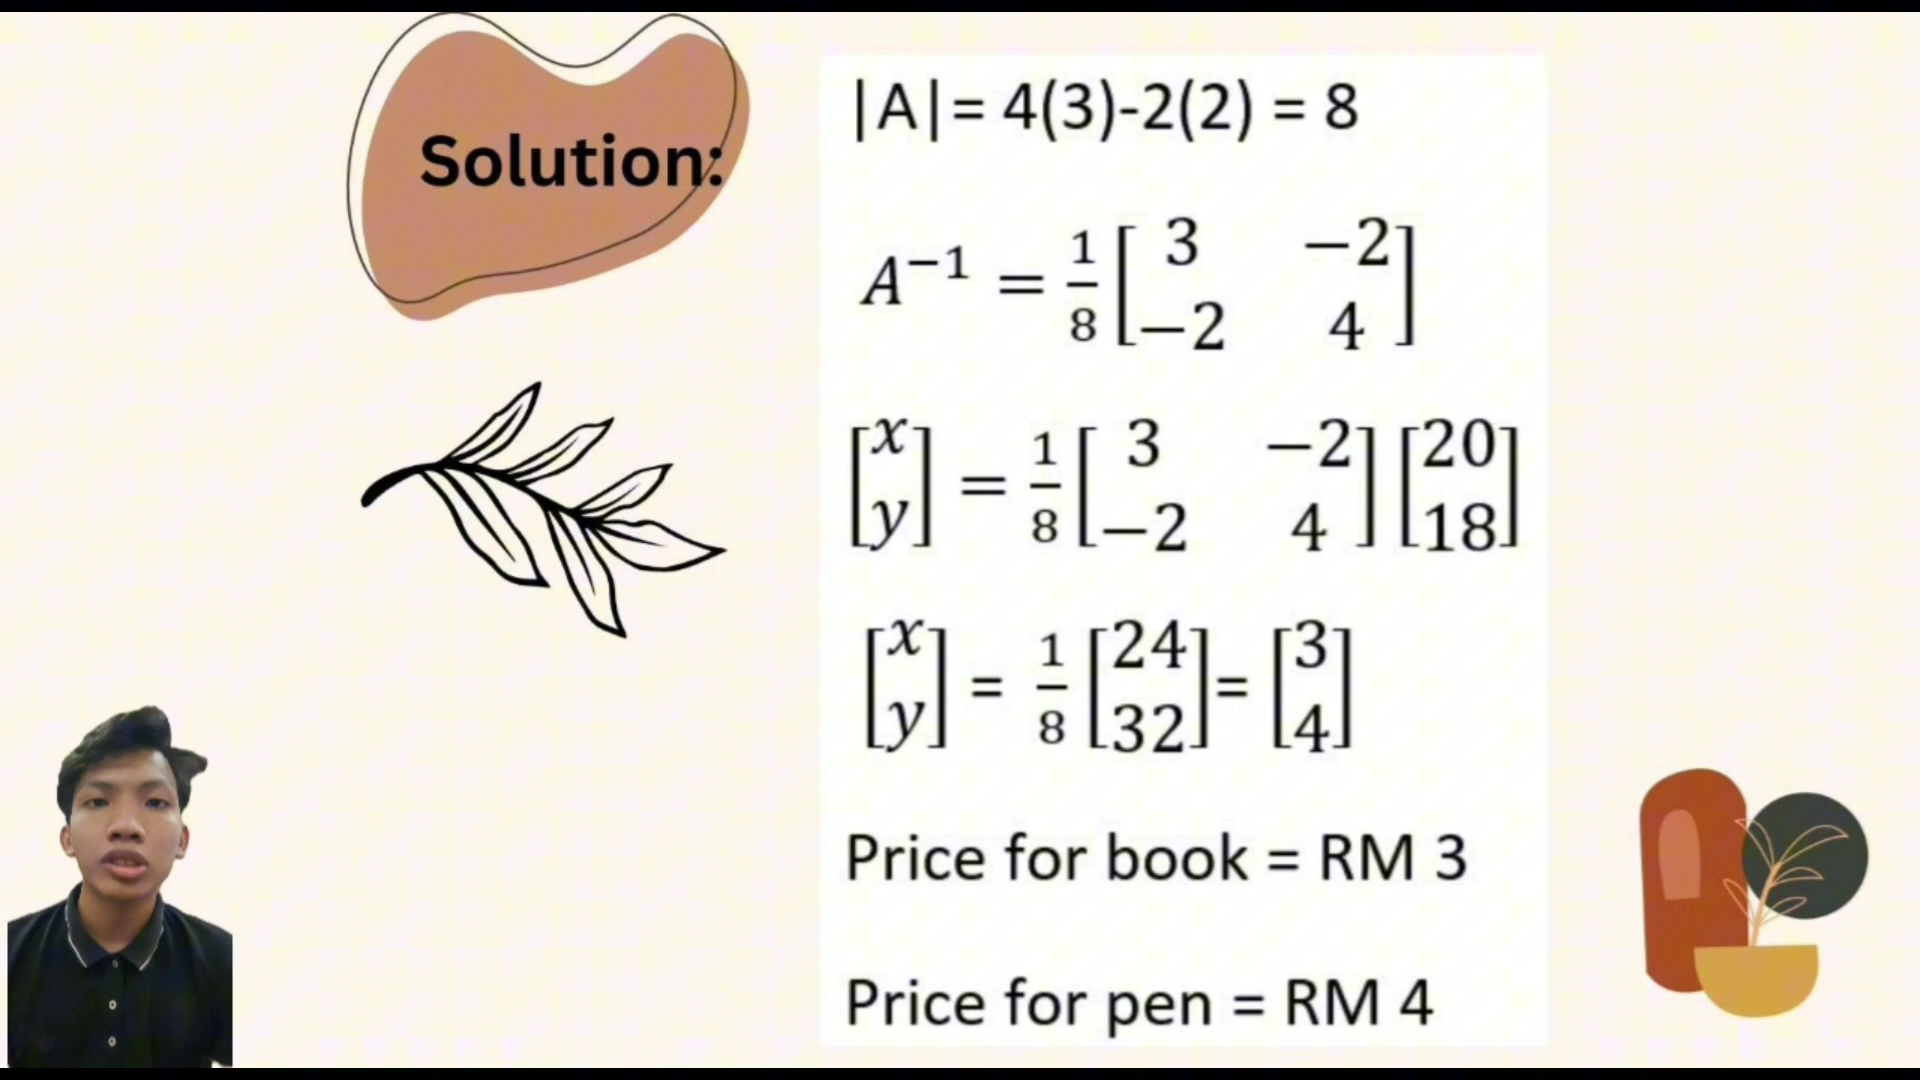 Solution:
|A|= 4(3)-2(2) = 8
A⁻¹ = 1/8 [3 −2; −2 4]
[x; y] = 1/8 [3 −2; −2 4] [20; 18]
[x; y] = 1/8 [24; 32] = [3; 4]
Price for book = RM 3
Price for pen = RM 4